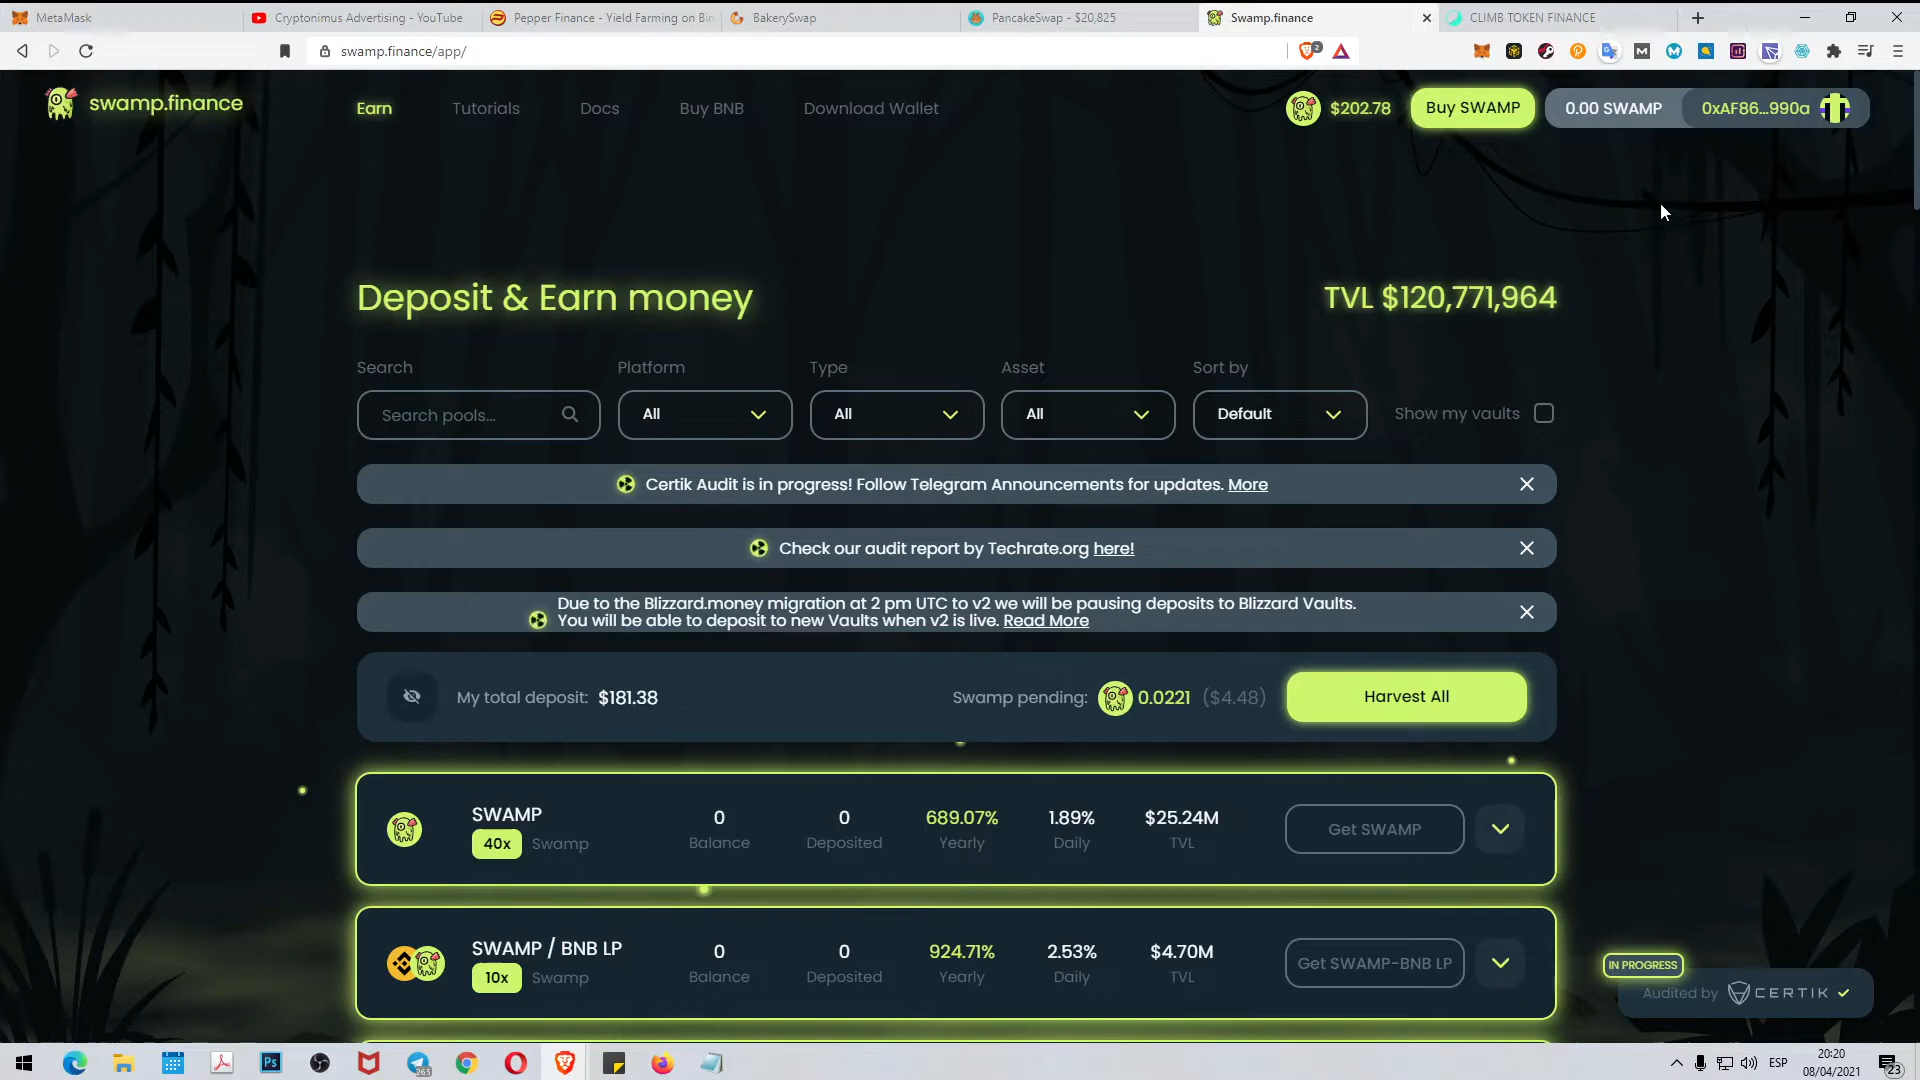 MetaMask
Cryptonimus Advertising - YouTube
Pepper Finance - Yield Farming on Bin
BakerySwap
PancakeSwap - $20,825
Swamp.finance
CLIMB TOKEN FINANCE
swamp.finance/app/
2
swamp.finance
Earn
Tutorials
Docs
Buy BNB
Download Wallet
$202.78
Buy SWAMP
0.00 SWAMP
0xAF86...990a
Deposit & Earn money
TVL $120,771,964
Search
Platform
Type
Asset
Sort by
Search pools...
All
All
All
Default
Show my vaults
Certik Audit is in progress! Follow Telegram Announcements for updates. More
Check our audit report by Techrate.org here!
Due to the Blizzard.money migration at 2 pm UTC to v2 we will be pausing deposits to Blizzard Vaults.
You will be able to deposit to new Vaults when v2 is live. Read More
My total deposit: $181.38
Swamp pending: 0.0221 ($4.48)
Harvest All
SWAMP
40x Swamp
0
Balance
0
Deposited
689.07%
Yearly
1.89%
Daily
$25.24M
TVL
Get SWAMP
SWAMP / BNB LP
10x Swamp
0
Balance
0
Deposited
924.71%
Yearly
2.53%
Daily
$4.70M
TVL
Get SWAMP-BNB LP
IN PROGRESS
Audited by CERTIK
Ps
265
ESP
20:20
08/04/2021
23